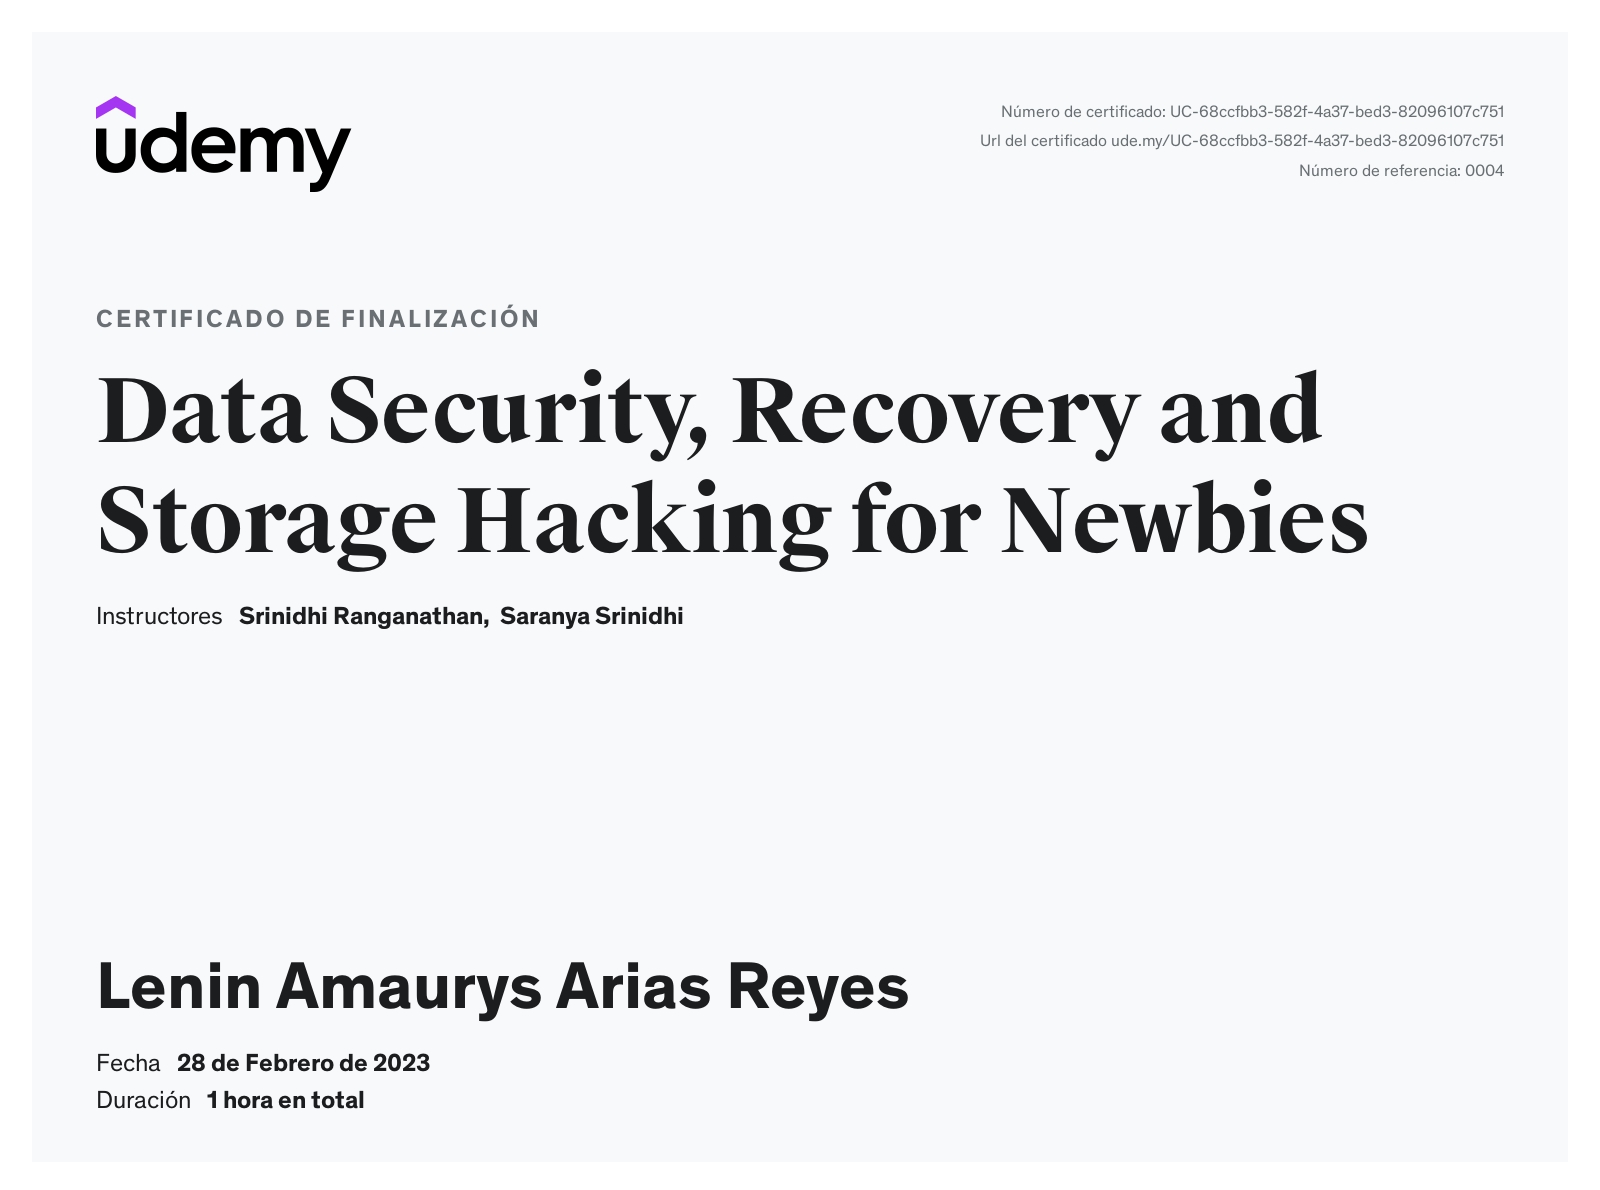 udemy
Número de certificado: UC-68ccfbb3-582f-4a37-bed3-82096107c751
Url del certificado ude.my/UC-68ccfbb3-582f-4a37-bed3-82096107c751
Número de referencia: 0004
CERTIFICADO DE FINALIZACIÓN
Data Security, Recovery and
Storage Hacking for Newbies
Instructores Srinidhi Ranganathan, Saranya Srinidhi
Lenin Amaurys Arias Reyes
Fecha 28 de Febrero de 2023
Duración 1 hora en total